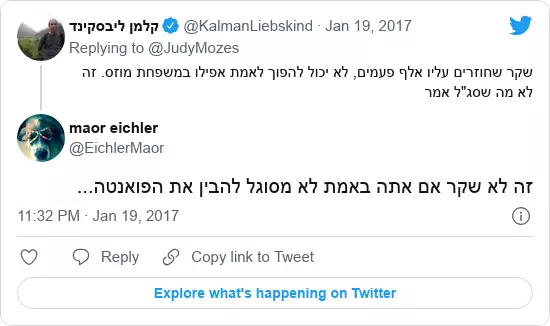 קלמן ליבסקינד @KalmanLiebskind · Jan 19, 2017
Replying to @JudyMozes
שקר שחוזרים עליו אלף פעמים, לא יכול להפוך לאמת אפילו במשפחת מוזס. זה
לא מה שסג"ל אמר
maor eichler
@EichlerMaor
זה לא שקר אם אתה באמת לא מסוגל להבין את הפואנטה...
11:32 PM · Jan 19, 2017
Reply Copy link to Tweet
Explore what's happening on Twitter